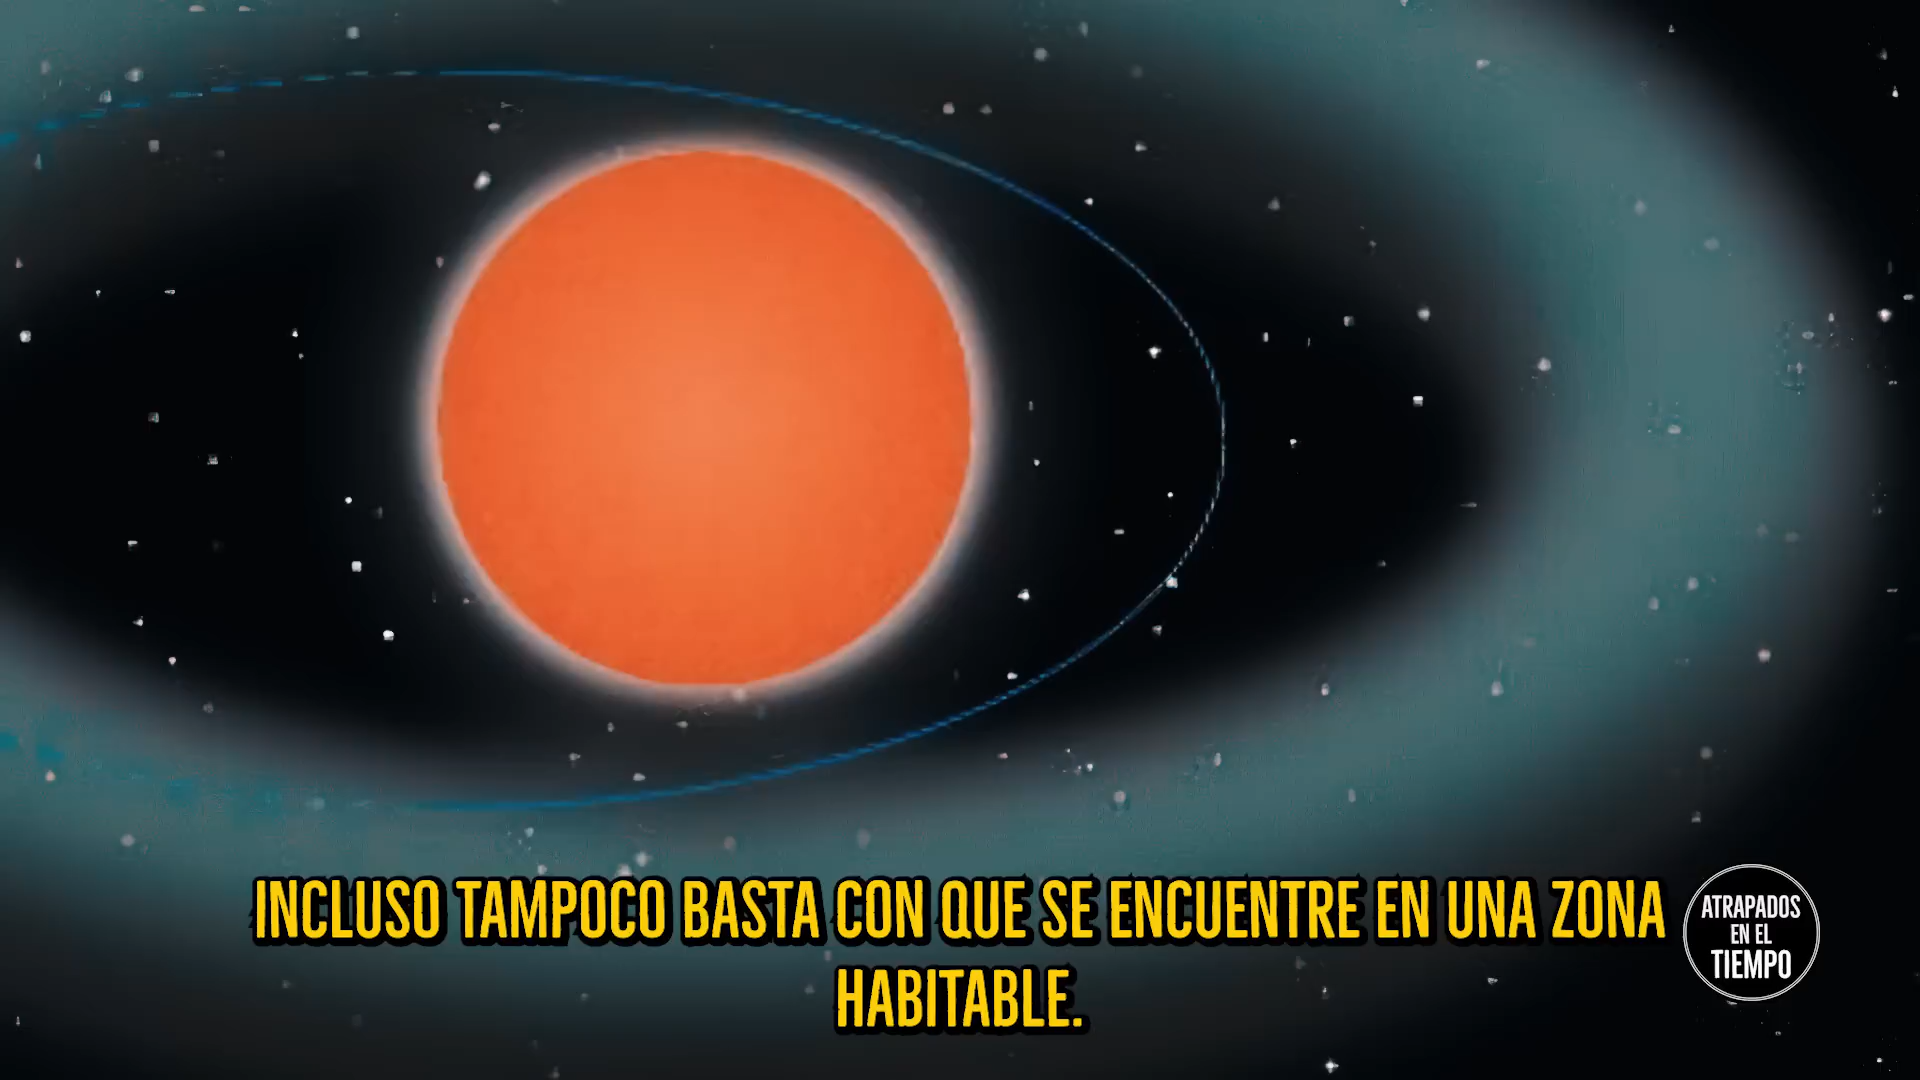 INCLUSO TAMPOCO BASTA CON QUE SE ENCUENTRE EN UNA ZONA
HABITABLE.
ATRAPADOS
EN EL
TIEMPO